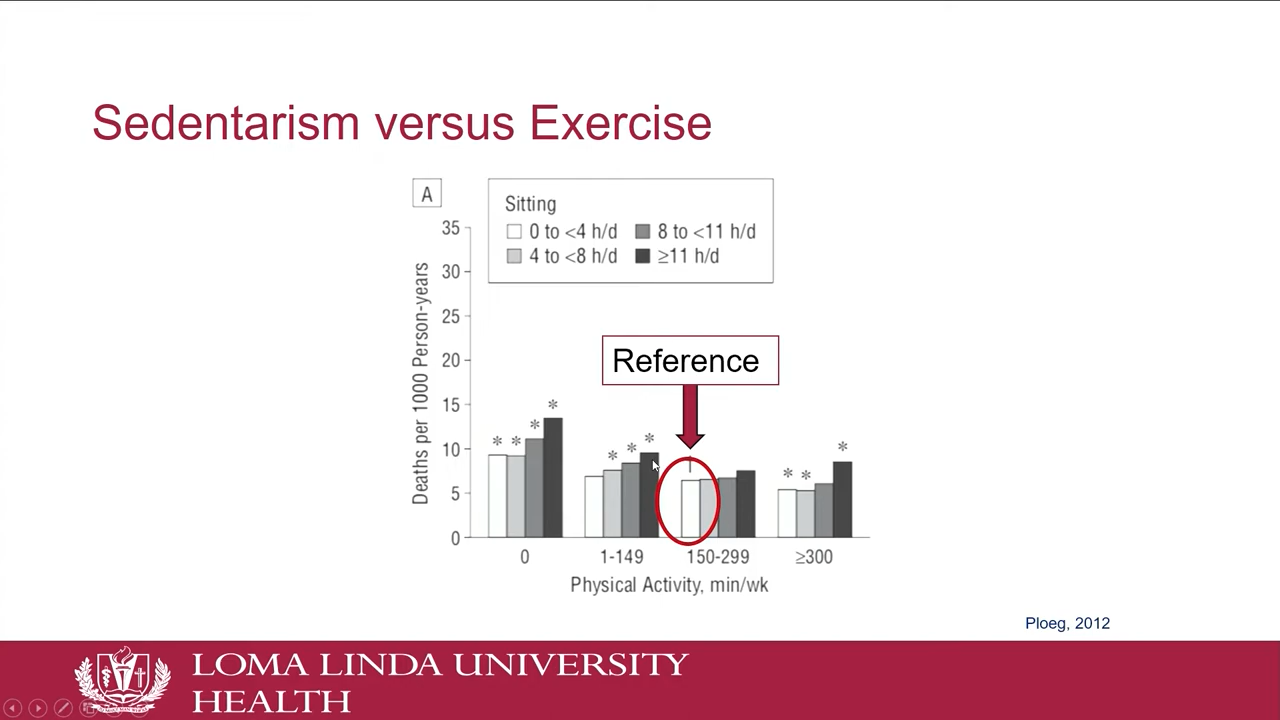 Sedentarism versus Exercise
A
Sitting
0 to <4 h/d
8 to <11 h/d
4 to <8 h/d
≥11 h/d
35
30
25
20
15
10
5
0
Deaths per 1000 Person-years
Reference
* * * *
* * *
* * *
0
1-149
150-299
≥300
Physical Activity, min/wk
Ploeg, 2012
LOMA LINDA UNIVERSITY
HEALTH